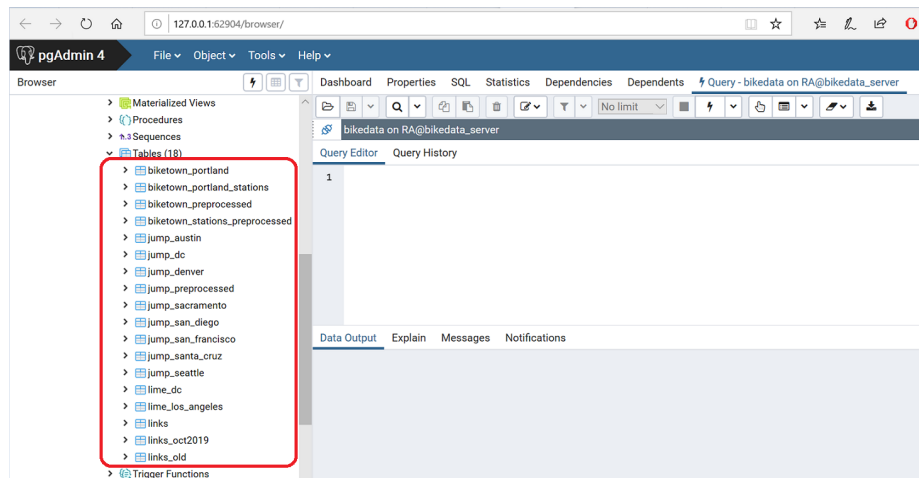 127.0.0.1:62904/browser/
pgAdmin 4 File Object Tools Help
Browser Dashboard Properties SQL Statistics Dependencies Dependents Query - bikedata on RA@bikedata_server
No limit
bikedata on RA@bikedata_server
Query Editor Query History
1
Materialized Views
Procedures
1..3 Sequences
Tables (18)
biketown_portland
biketown_portland_stations
biketown_preprocessed
biketown_stations_preprocessed
jump_austin
jump_dc
jump_denver
jump_preprocessed
jump_sacramento
jump_san_diego
jump_san_francisco
jump_santa_cruz
jump_seattle
lime_dc
lime_los_angeles
links
links_oct2019
links_old
Trigger Functions
Data Output Explain Messages Notifications